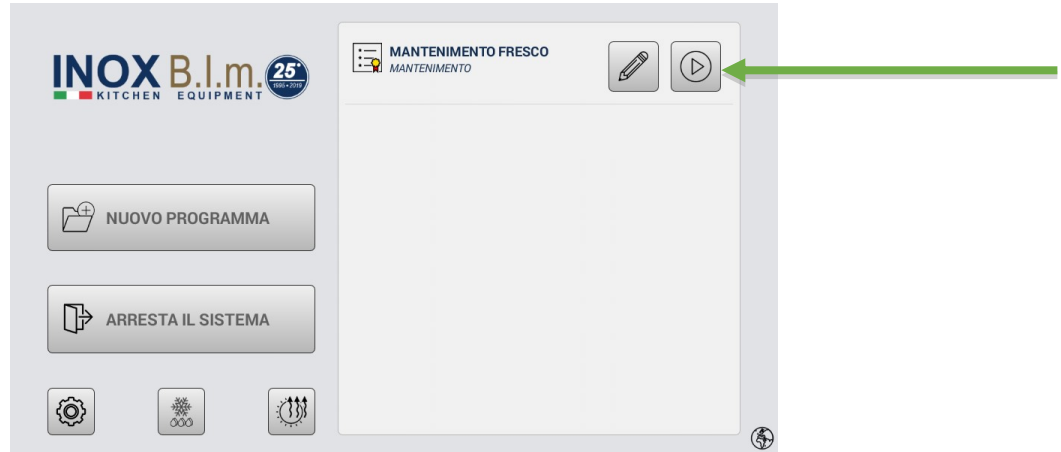 INOX B.I.m. 25°
1995•2019
KITCHEN EQUIPMENT
MANTENIMENTO FRESCO
MANTENIMENTO
NUOVO PROGRAMMA
ARRESTA IL SISTEMA